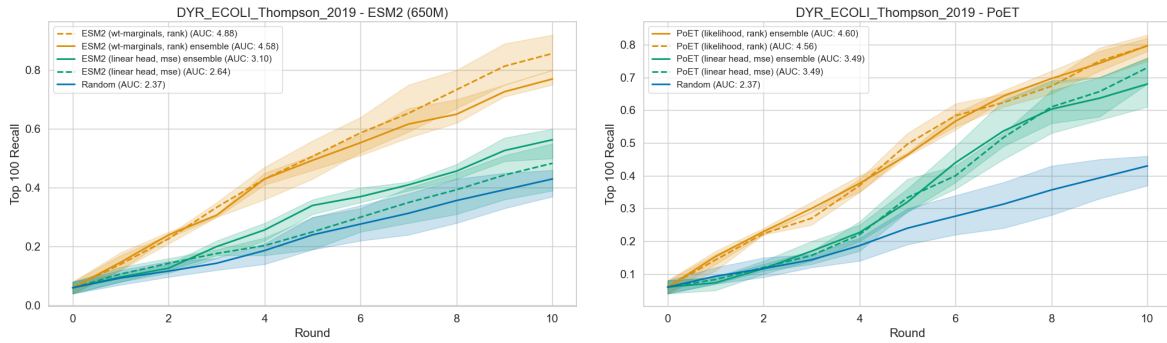 DYR_ECOLI_Thompson_2019 - ESM2 (650M)
ESM2 (wt-marginals, rank) (AUC: 4.88)
ESM2 (wt-marginals, rank) ensemble (AUC: 4.58)
ESM2 (linear head, mse) ensemble (AUC: 3.10)
ESM2 (linear head, mse) (AUC: 2.64)
Random (AUC: 2.37)
Top 100 Recall
0.8
0.6
0.4
0.2
0.0
0 2 4 6 8 10
Round
DYR_ECOLI_Thompson_2019 - PoET
PoET (likelihood, rank) ensemble (AUC: 4.60)
PoET (likelihood, rank) (AUC: 4.56)
PoET (linear head, mse) ensemble (AUC: 3.49)
PoET (linear head, mse) (AUC: 3.49)
Random (AUC: 2.37)
Top 100 Recall
0.8
0.7
0.6
0.5
0.4
0.3
0.2
0.1
0 2 4 6 8 10
Round